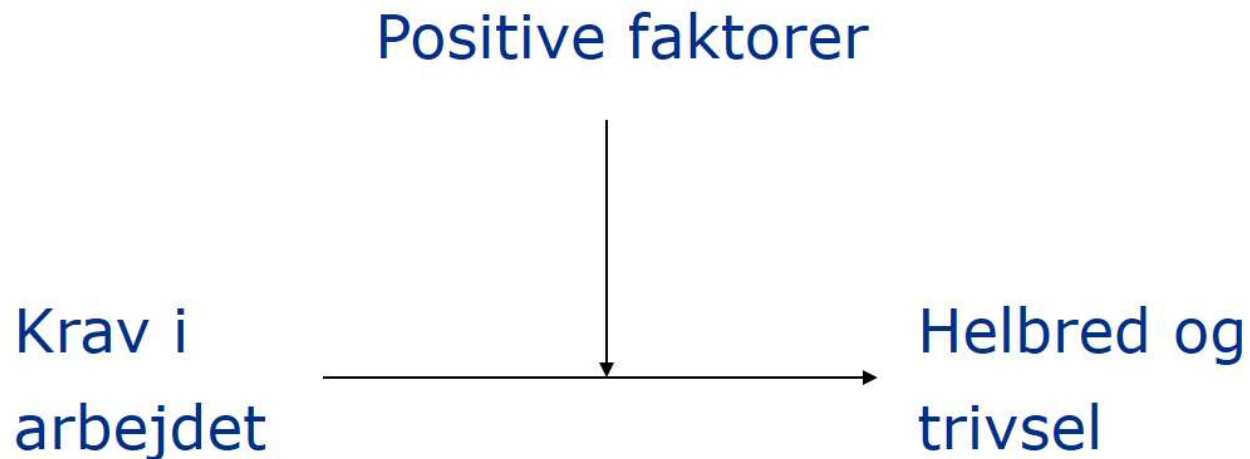 Positive faktorer
Krav i
arbejdet
Helbred og
trivsel